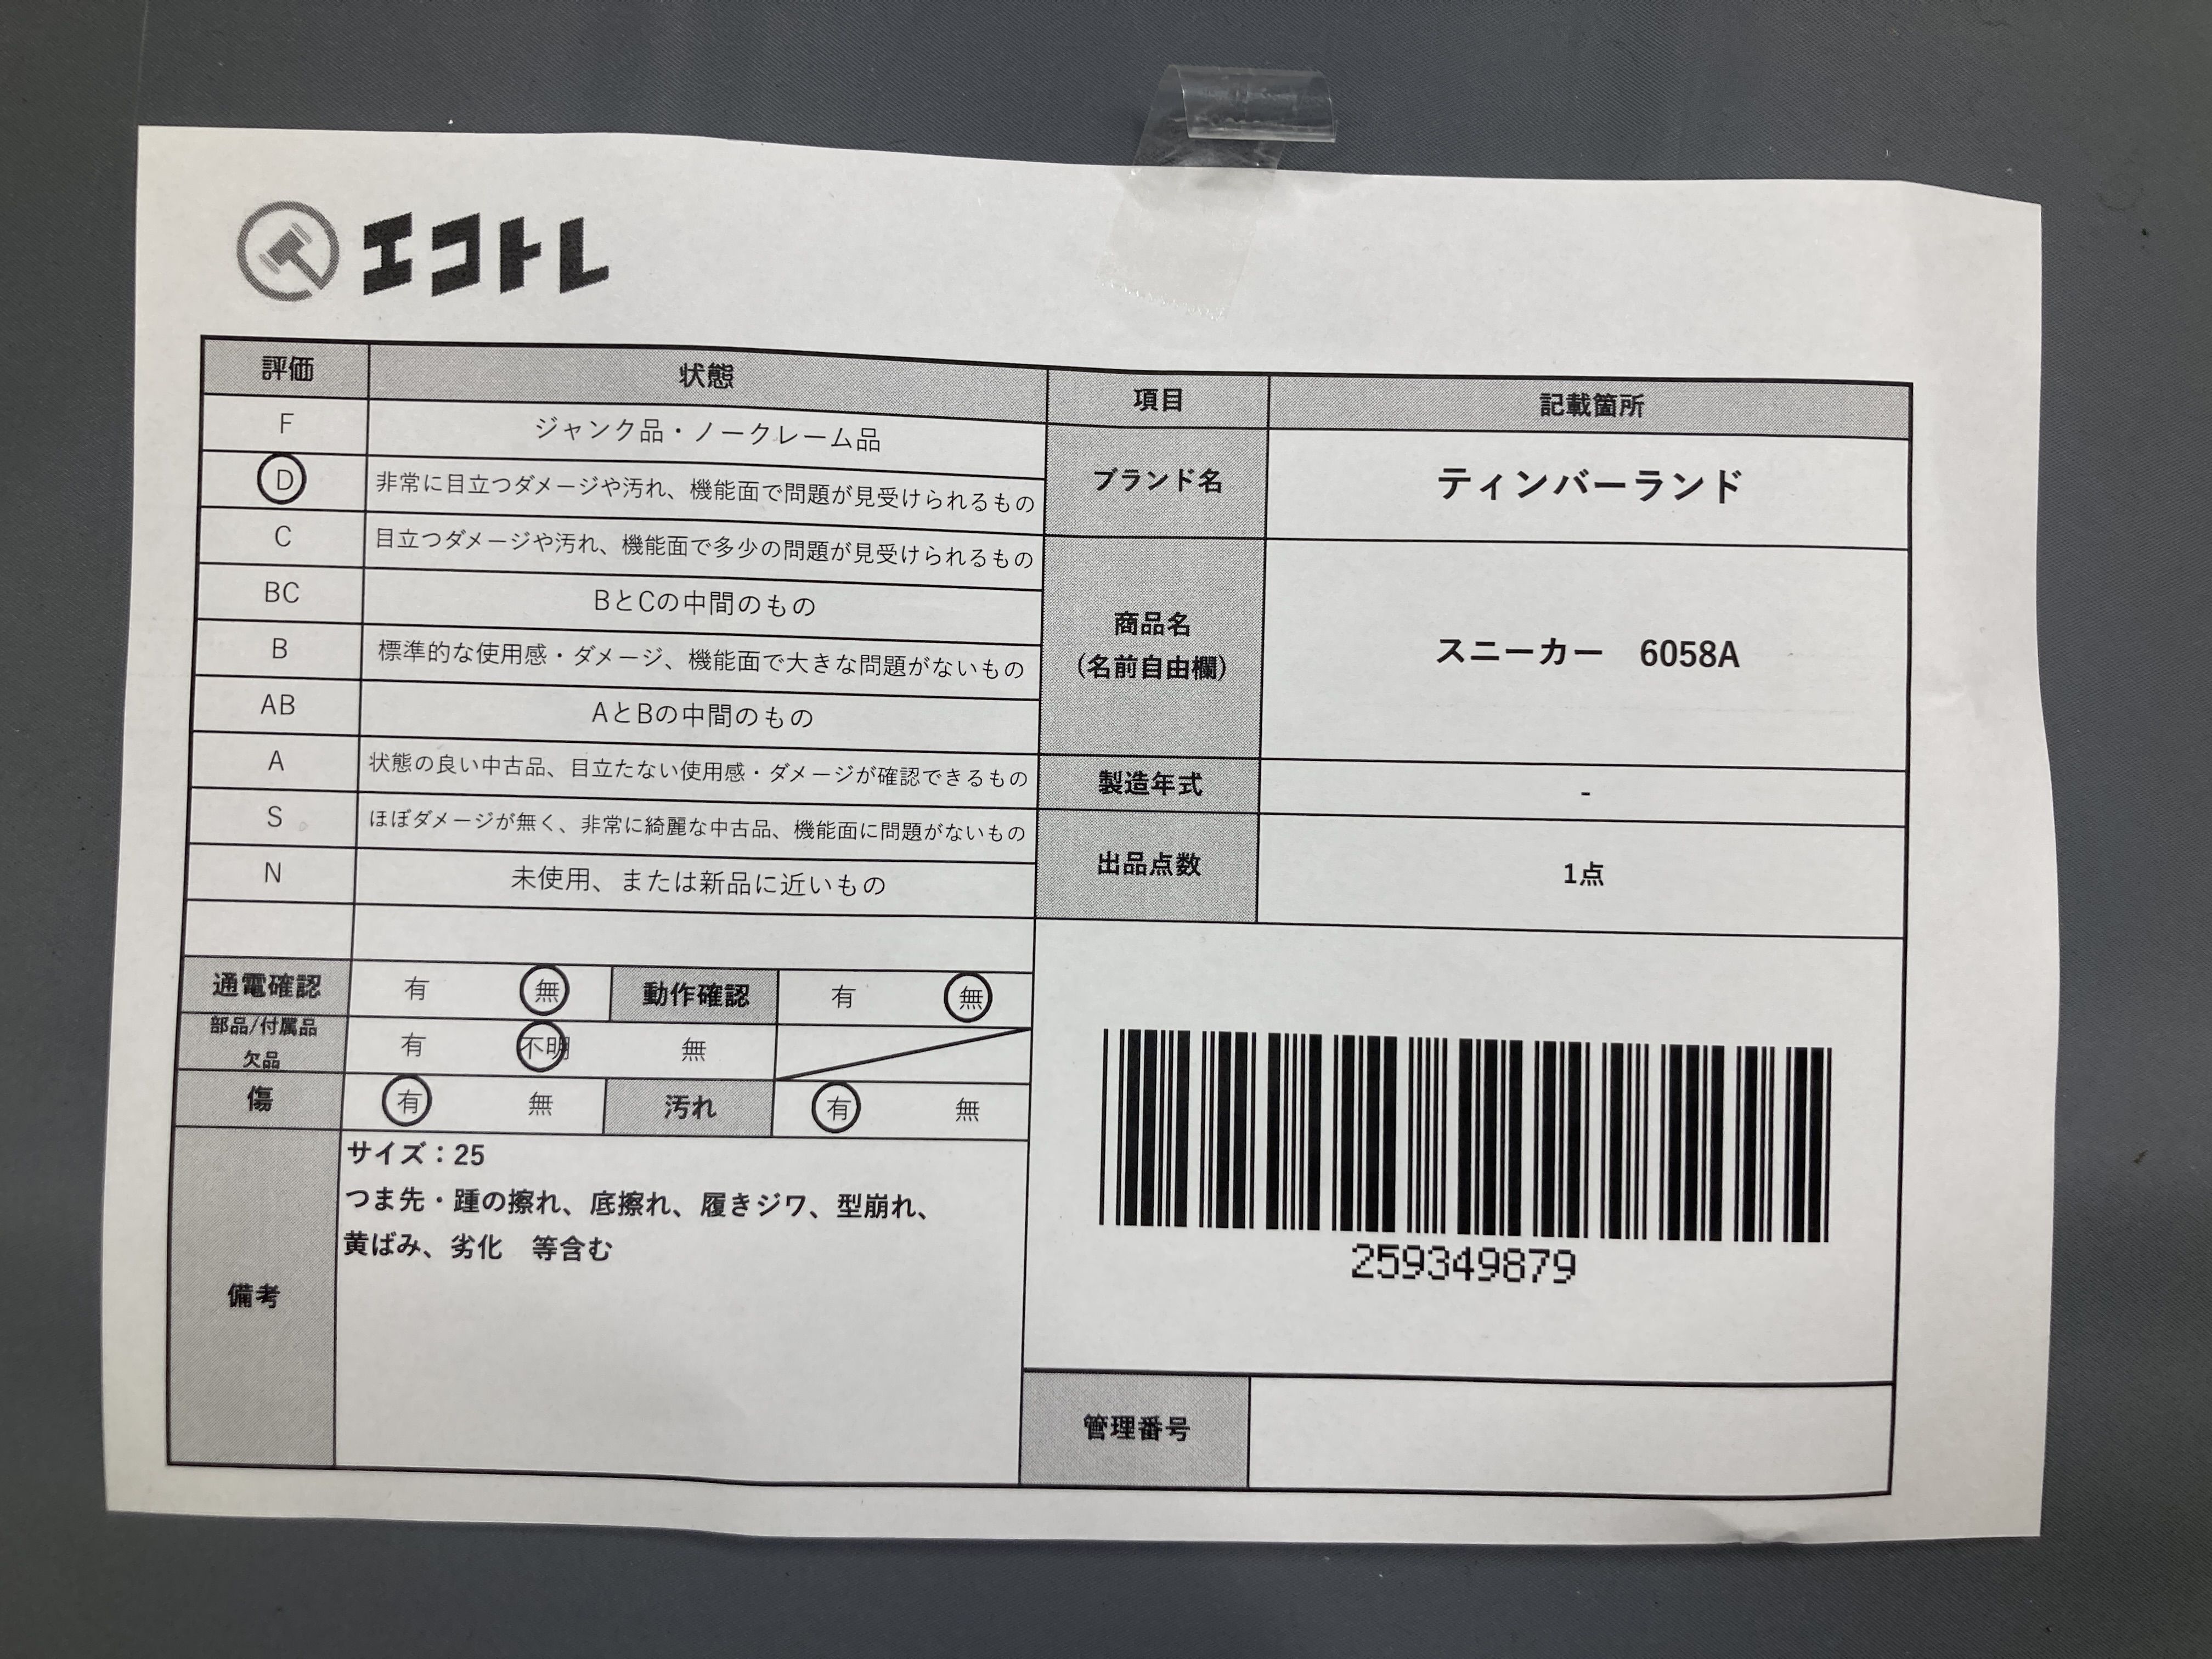 エコトレ
評価 状態 項目 記載箇所
F ジャンク品・ノークレーム品
D 非常に目立つダメージや汚れ、機能面で問題が見受けられるもの
C 目立つダメージや汚れ、機能面で多少の問題が見受けられるもの
BC BとCの中間のもの
B 標準的な使用感・ダメージ、機能面で大きな問題がないもの
AB AとBの中間のもの
A 状態の良い中古品、目立たない使用感・ダメージが確認できるもの
S ほぼダメージが無く、非常に綺麗な中古品、機能面に問題がないもの
N 未使用、または新品に近いもの
ブランド名 ティンバーランド
商品名
(名前自由欄)
スニーカー 6058A
製造年式 -
出品点数 1点
通電確認 有 無 動作確認 有 無
部品/付属品
欠品
有 不明 無
傷 有 無 汚れ 有 無
備考
サイズ：25
つま先・踵の擦れ、底擦れ、履きジワ、型崩れ、
黄ばみ、劣化 等含む
259349879
管理番号